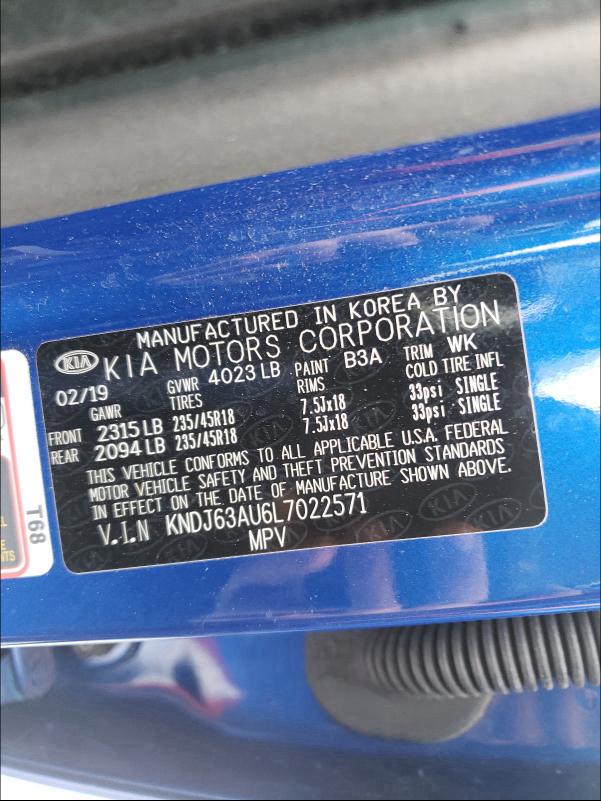 MANUFACTURED IN KOREA BY
KIA KIA MOTORS CORPORATION
02/19 GVWR 4023 LB PAINT B3A TRIM WK
GAWR TIRES RIMS COLD TIRE INFL
FRONT 2315 LB 235/45R18 7.5Jx18 33psi SINGLE
REAR 2094 LB 235/45R18 7.5Jx18 33psi SINGLE
THIS VEHICLE CONFORMS TO ALL APPLICABLE U.S.A. FEDERAL
MOTOR VEHICLE SAFETY AND THEFT PREVENTION STANDARDS
IN EFFECT ON THE DATE OF MANUFACTURE SHOWN ABOVE.
V.I.N KNDJ63AU6L7022571
MPV
T68